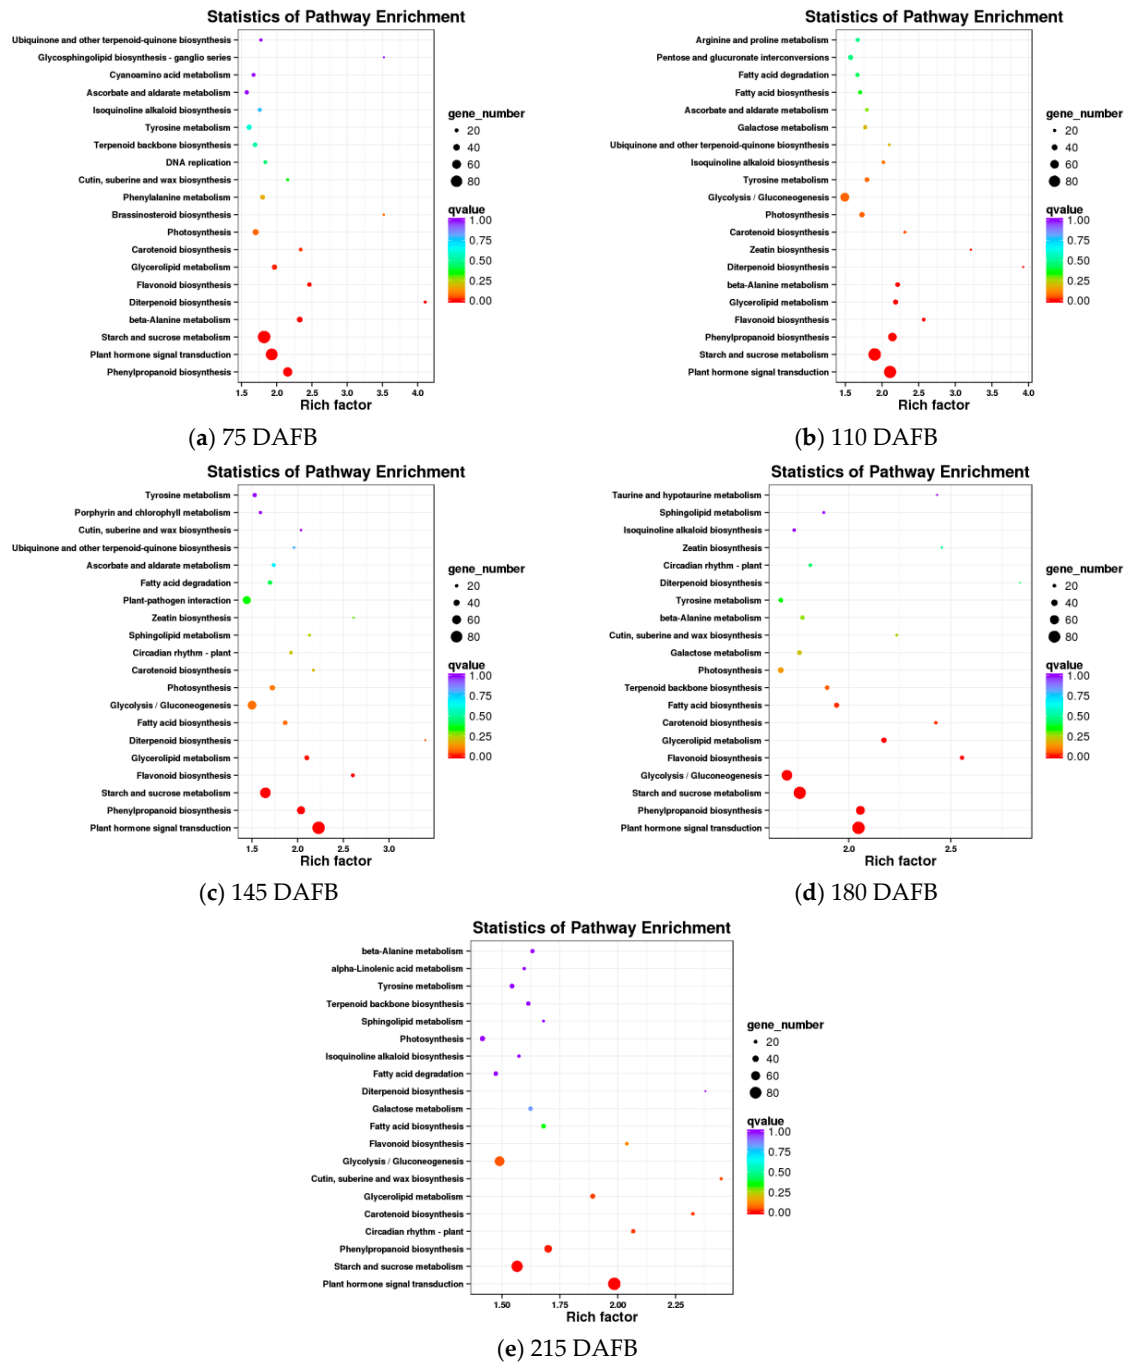 Statistics of Pathway Enrichment
Ubiquinone and other terpenoid-quinone biosynthesis
Glycosphingolipid biosynthesis - ganglio series
Cyanoamino acid metabolism
Ascorbate and aldarate metabolism
Isoquinoline alkaloid biosynthesis
Tyrosine metabolism
Terpenoid backbone biosynthesis
DNA replication
Cutin, suberine and wax biosynthesis
Phenylalanine metabolism
Brassinosteroid biosynthesis
Photosynthesis
Carotenoid biosynthesis
Glycerolipid metabolism
Flavonoid biosynthesis
Diterpenoid biosynthesis
beta-Alanine metabolism
Starch and sucrose metabolism
Plant hormone signal transduction
Phenylpropanoid biosynthesis
1.5 2.0 2.5 3.0 3.5 4.0
Rich factor
gene_number
20
40
60
80
qvalue
1.00
0.75
0.50
0.25
0.00
(a) 75 DAFB
Statistics of Pathway Enrichment
Arginine and proline metabolism
Pentose and glucuronate interconversions
Fatty acid degradation
Fatty acid biosynthesis
Ascorbate and aldarate metabolism
Galactose metabolism
Ubiquinone and other terpenoid-quinone biosynthesis
Isoquinoline alkaloid biosynthesis
Tyrosine metabolism
Glycolysis / Gluconeogenesis
Photosynthesis
Carotenoid biosynthesis
Zeatin biosynthesis
Diterpenoid biosynthesis
beta-Alanine metabolism
Glycerolipid metabolism
Flavonoid biosynthesis
Phenylpropanoid biosynthesis
Starch and sucrose metabolism
Plant hormone signal transduction
1.5 2.0 2.5 3.0 3.5 4.0
Rich factor
gene_number
20
40
60
80
qvalue
1.00
0.75
0.50
0.25
0.00
(b) 110 DAFB
Statistics of Pathway Enrichment
Tyrosine metabolism
Porphyrin and chlorophyll metabolism
Cutin, suberine and wax biosynthesis
Ubiquinone and other terpenoid-quinone biosynthesis
Ascorbate and aldarate metabolism
Fatty acid degradation
Plant-pathogen interaction
Zeatin biosynthesis
Sphingolipid metabolism
Circadian rhythm - plant
Carotenoid biosynthesis
Photosynthesis
Glycolysis / Gluconeogenesis
Fatty acid biosynthesis
Diterpenoid biosynthesis
Glycerolipid metabolism
Flavonoid biosynthesis
Starch and sucrose metabolism
Phenylpropanoid biosynthesis
Plant hormone signal transduction
1.5 2.0 2.5 3.0
Rich factor
gene_number
20
40
60
80
qvalue
1.00
0.75
0.50
0.25
0.00
(c) 145 DAFB
Statistics of Pathway Enrichment
Taurine and hypotaurine metabolism
Sphingolipid metabolism
Isoquinoline alkaloid biosynthesis
Zeatin biosynthesis
Circadian rhythm - plant
Diterpenoid biosynthesis
Tyrosine metabolism
beta-Alanine metabolism
Cutin, suberine and wax biosynthesis
Galactose metabolism
Photosynthesis
Terpenoid backbone biosynthesis
Fatty acid biosynthesis
Carotenoid biosynthesis
Glycerolipid metabolism
Flavonoid biosynthesis
Glycolysis / Gluconeogenesis
Starch and sucrose metabolism
Phenylpropanoid biosynthesis
Plant hormone signal transduction
2.0 2.5
Rich factor
gene_number
20
40
60
80
qvalue
1.00
0.75
0.50
0.25
0.00
(d) 180 DAFB
Statistics of Pathway Enrichment
beta-Alanine metabolism
alpha-Linolenic acid metabolism
Tyrosine metabolism
Terpenoid backbone biosynthesis
Sphingolipid metabolism
Photosynthesis
Isoquinoline alkaloid biosynthesis
Fatty acid degradation
Diterpenoid biosynthesis
Galactose metabolism
Fatty acid biosynthesis
Flavonoid biosynthesis
Glycolysis / Gluconeogenesis
Cutin, suberine and wax biosynthesis
Glycerolipid metabolism
Carotenoid biosynthesis
Circadian rhythm - plant
Phenylpropanoid biosynthesis
Starch and sucrose metabolism
Plant hormone signal transduction
1.50 1.75 2.00 2.25
Rich factor
gene_number
20
40
60
80
qvalue
1.00
0.75
0.50
0.25
0.00
(e) 215 DAFB